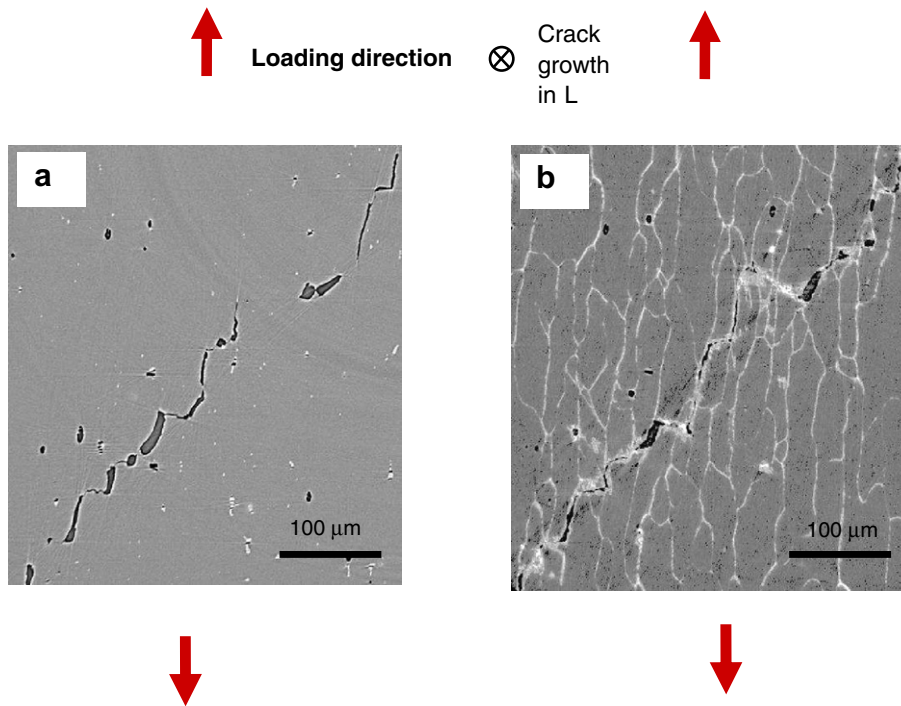 Loading direction
Crack
growth
in L
a
b
100 μm
100 μm